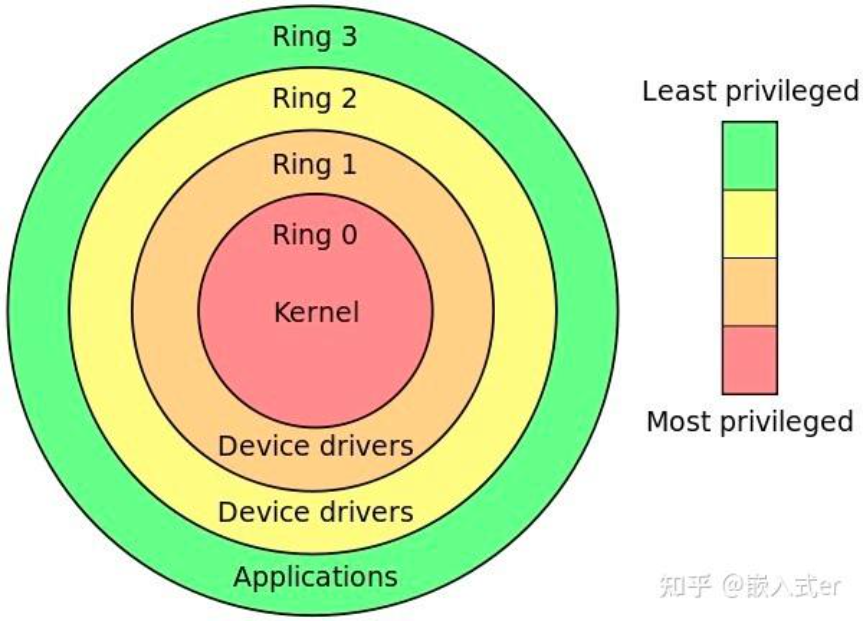 Ring 3
Ring 2
Ring 1
Ring 0
Kernel
Device drivers
Device drivers
Applications
Least privileged
Most privileged
知乎 @嵌入式er